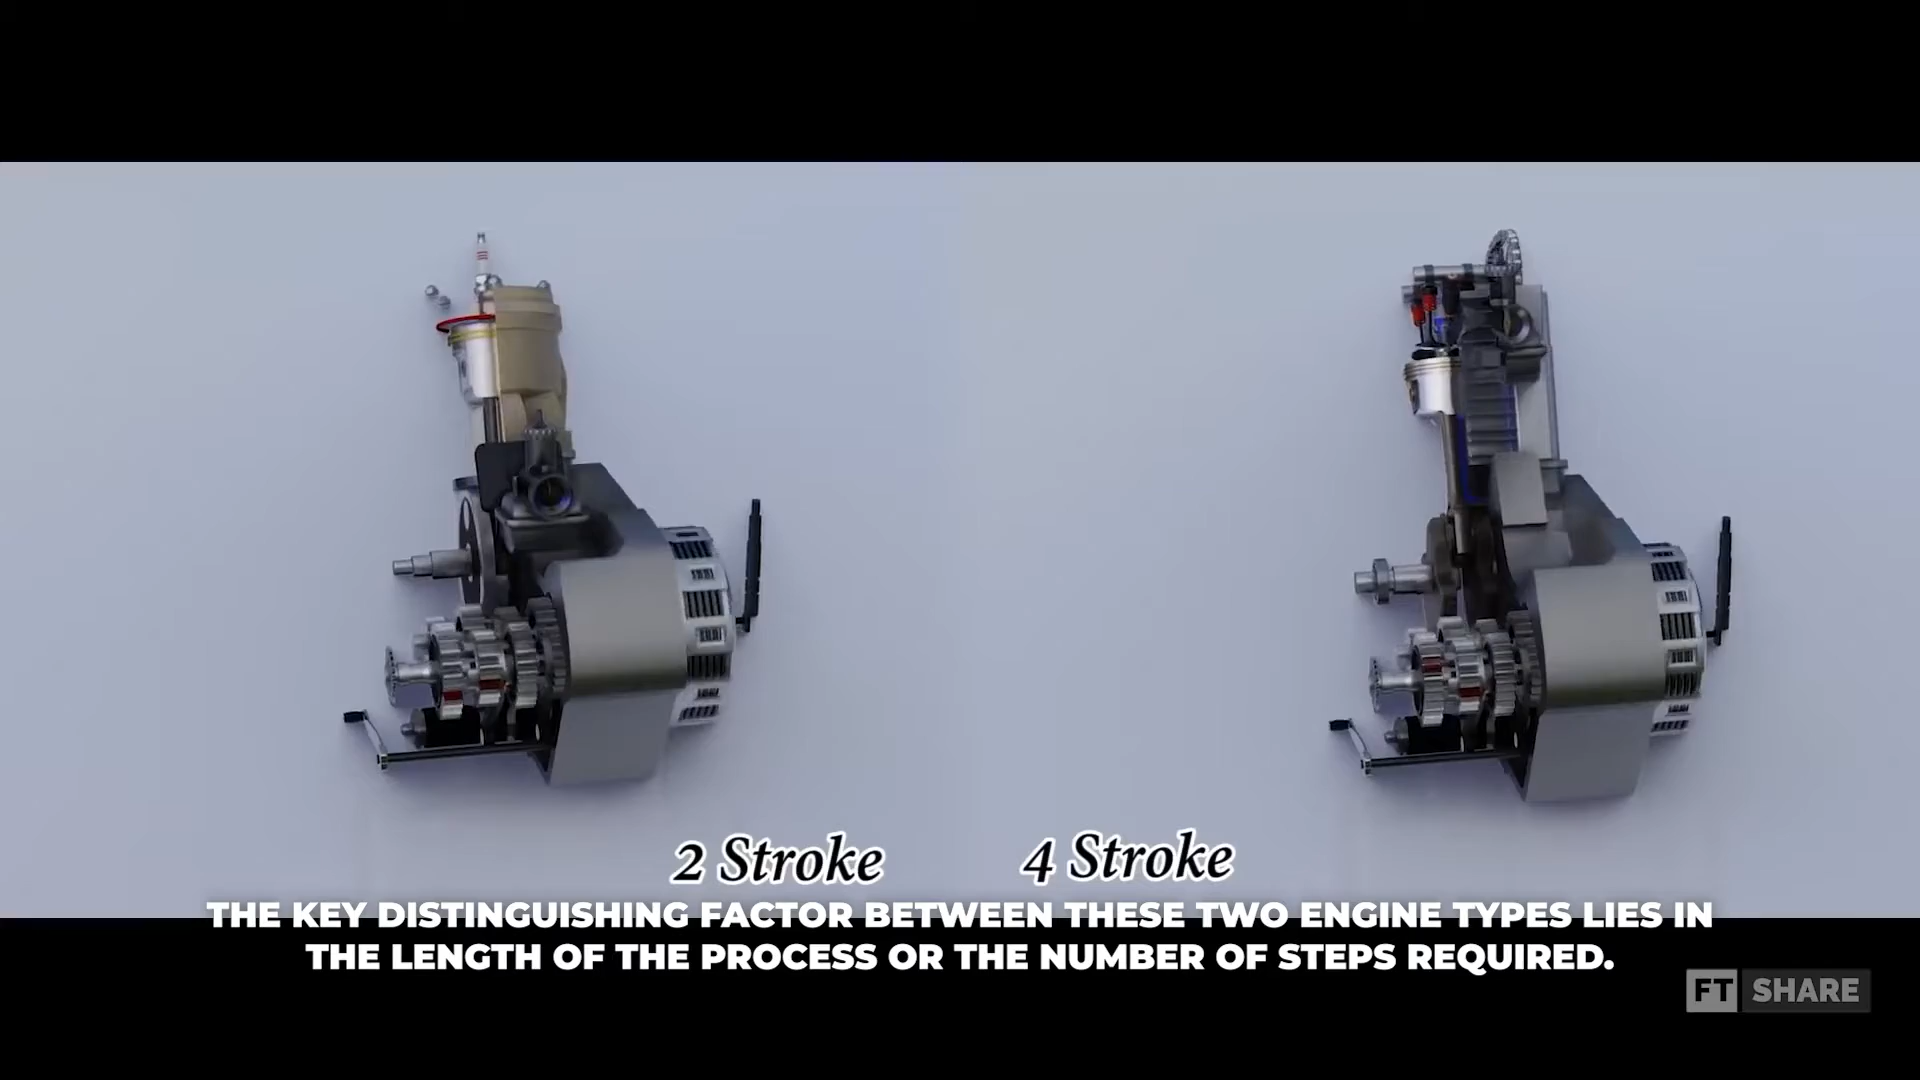 2 Stroke
4 Stroke
THE KEY DISTINGUISHING FACTOR BETWEEN THESE TWO ENGINE TYPES LIES IN
THE LENGTH OF THE PROCESS OR THE NUMBER OF STEPS REQUIRED.
FT SHARE